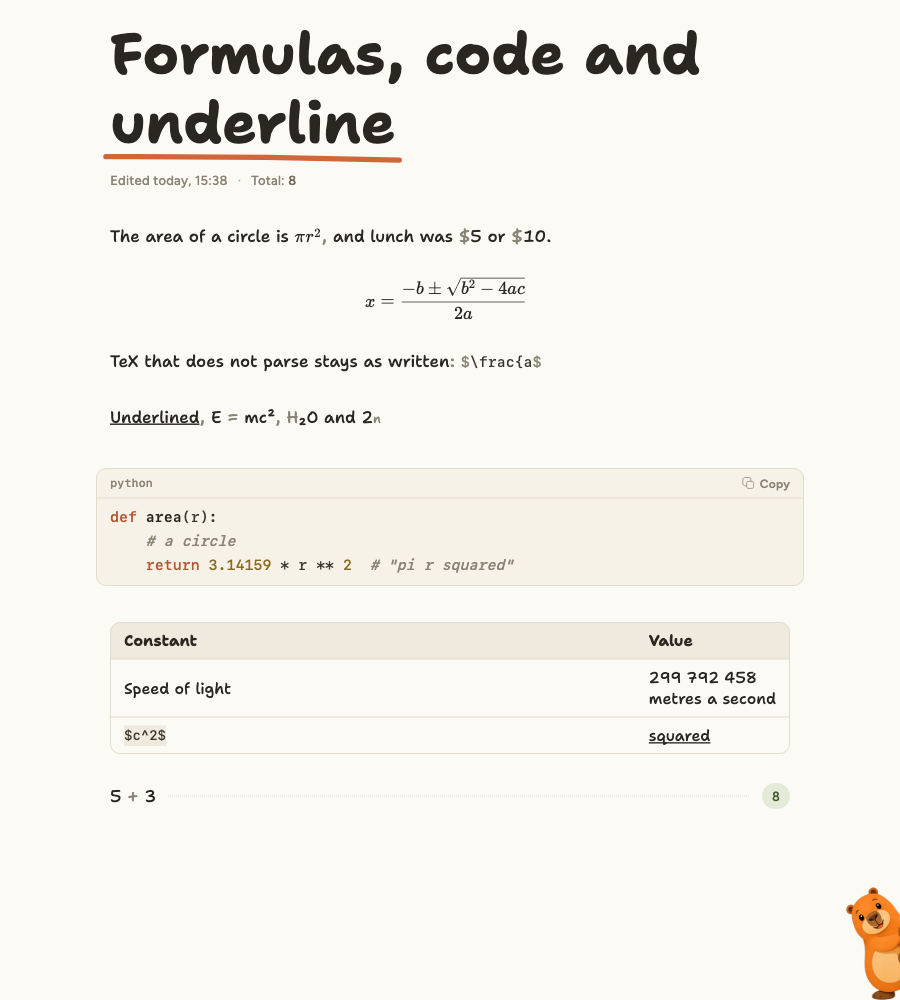 Formulas, code and
underline
Edited today, 15:38 · Total: 8
The area of a circle is πr², and lunch was $5 or $10.
x = \frac{-b ± \sqrt{b² − 4ac}}{2a}
TeX that does not parse stays as written: $\frac{a$
Underlined, E = mc², H₂O and 2ₙ
python Copy
def area(r):
    # a circle
    return 3.14159 * r ** 2  # "pi r squared"
Constant Value
Speed of light 299 792 458
metres a second
$c^2$ squared
5 + 3 8